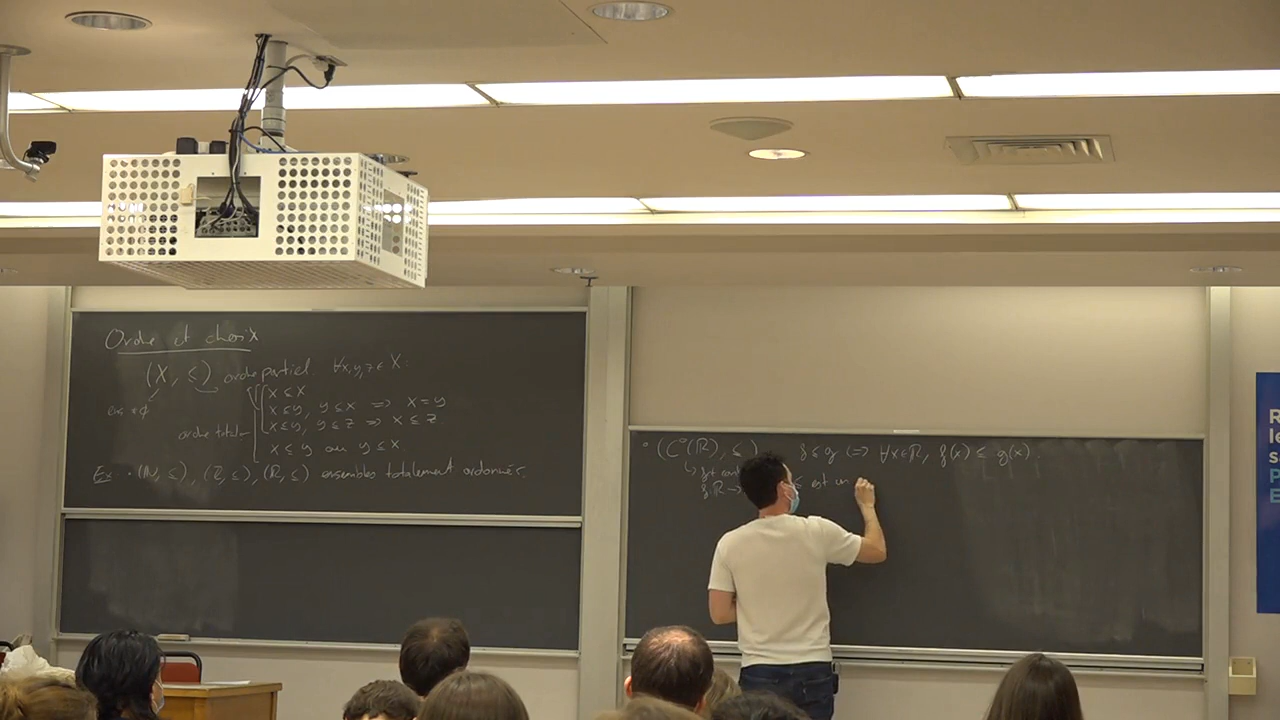 Ordre et choix
(X, ≤) ordre partiel. ∀x,y,z ∈ X:
ens ≠ ∅
x ≤ x
x ≤ y, y ≤ x ⟹ x = y
x ≤ y, y ≤ z ⟹ x ≤ z
ordre total
x ≤ y ou y ≤ x
Ex · (ℕ, ≤), (ℤ, ≤), (ℝ, ≤) ensembles totalement ordonnés.
• (C⁰(ℝ), ≤) f ≤ g ⟺ ∀x∈ℝ, f(x) ≤ g(x).
≤ est un
R
P
E